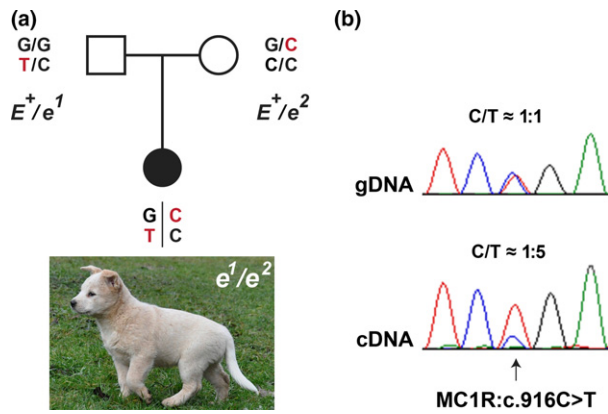 (a)
G/G
T/C
E+/e1
G/C
C/C
E+/e2
G | C
T | C
e1/e2
(b)
C/T ≈ 1:1
gDNA
C/T ≈ 1:5
cDNA
MC1R:c.916C>T